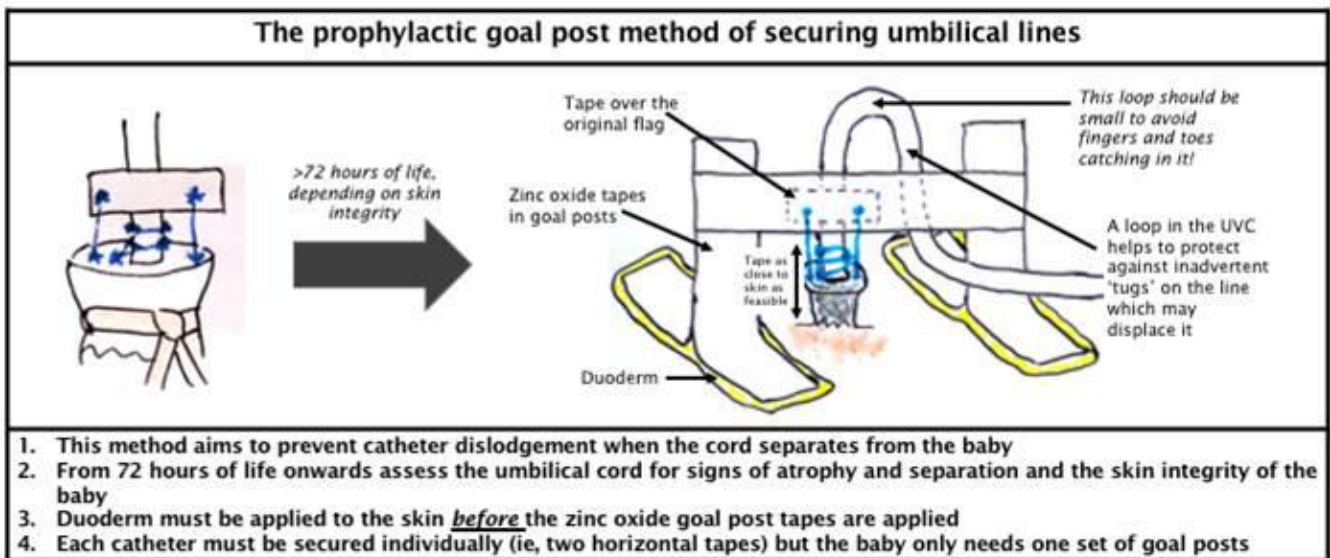 The prophylactic goal post method of securing umbilical lines
>72 hours of life,
depending on skin
integrity
Tape over the
original flag
Zinc oxide tapes
in goal posts
Tape as
close to
skin as
feasible
Duoderm
This loop should be
small to avoid
fingers and toes
catching in it!
A loop in the UVC
helps to protect
against inadvertent
'tugs' on the line
which may
displace it
1. This method aims to prevent catheter dislodgement when the cord separates from the baby
2. From 72 hours of life onwards assess the umbilical cord for signs of atrophy and separation and the skin integrity of the
baby
3. Duoderm must be applied to the skin before the zinc oxide goal post tapes are applied
4. Each catheter must be secured individually (ie, two horizontal tapes) but the baby only needs one set of goal posts